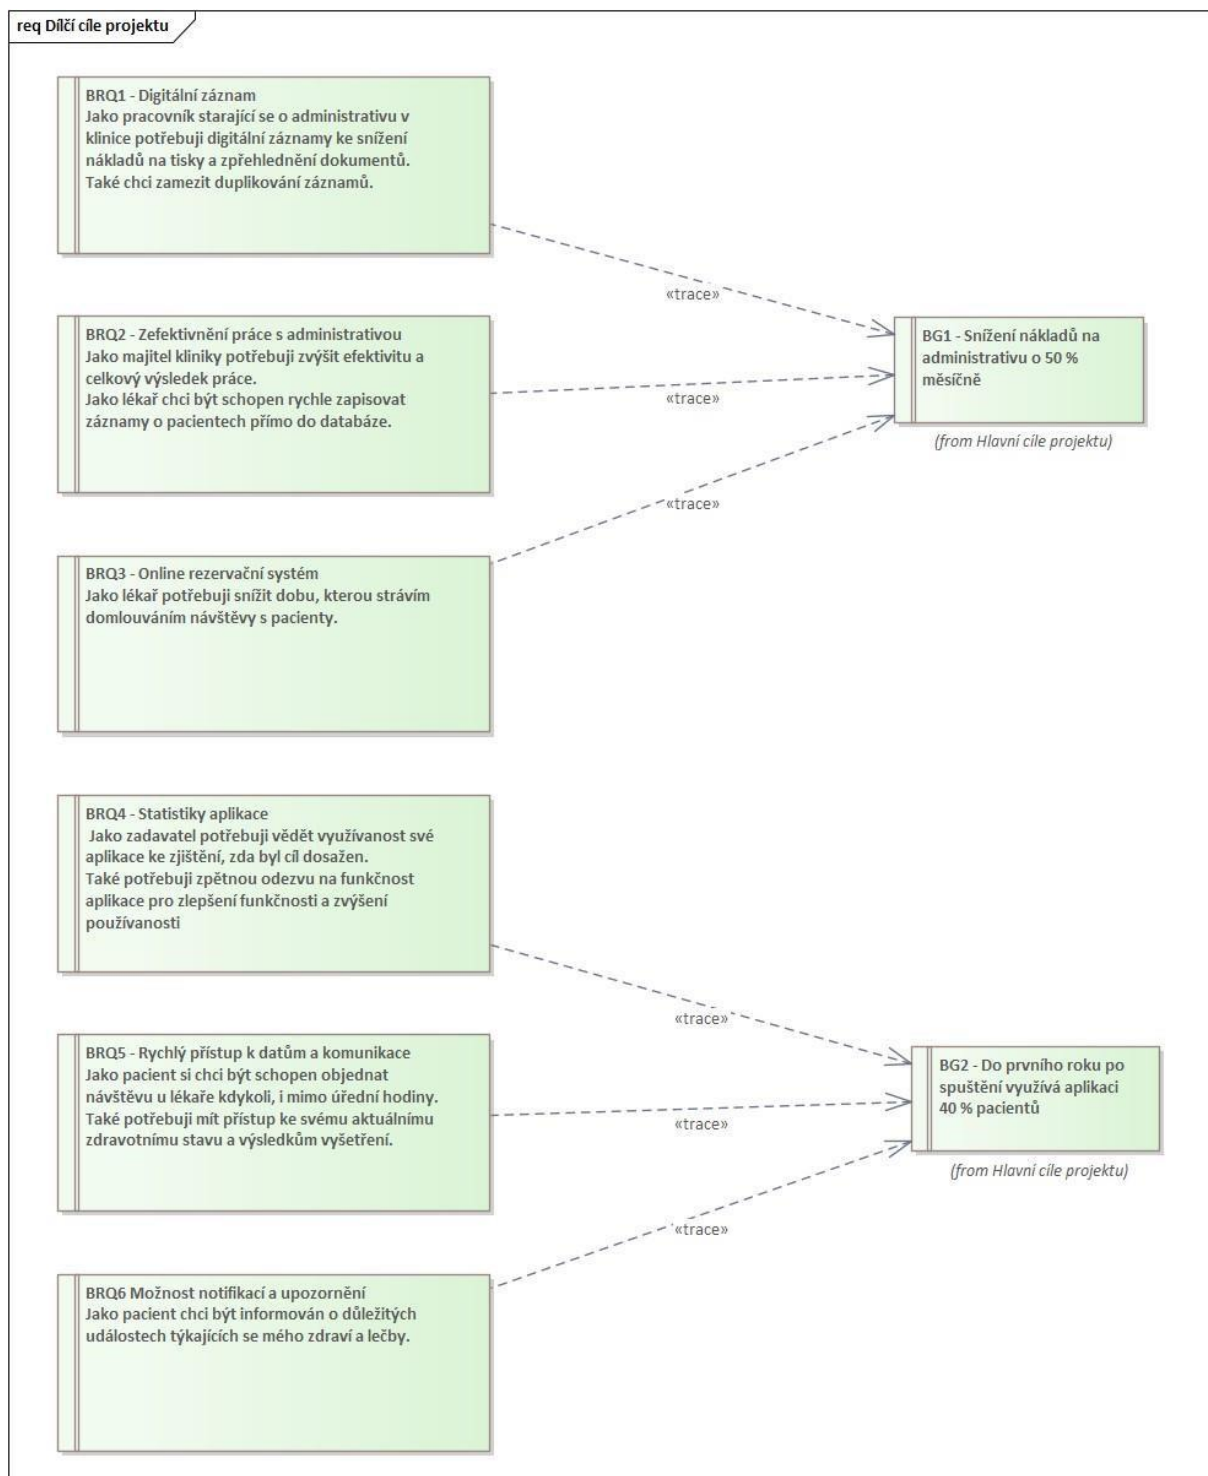 req Dílčí cíle projektu
BRQ1 - Digitální záznam
Jako pracovník starající se o administrativu v
klinice potřebuji digitální záznamy ke snížení
nákladů na tisky a zpřehlednění dokumentů.
Také chci zamezit duplikování záznamů.
«trace»
BRQ2 - Zefektivnění práce s administrativou
Jako majitel kliniky potřebuji zvýšit efektivitu a
celkový výsledek práce.
Jako lékař chci být schopen rychle zapisovat
záznamy o pacientech přímo do databáze.
«trace»
BG1 - Snížení nákladů na
administrativu o 50 %
měsíčně
(from Hlavní cíle projektu)
«trace»
BRQ3 - Online rezervační systém
Jako lékař potřebuji snížit dobu, kterou strávím
domlouváním návštěvy s pacienty.
BRQ4 - Statistiky aplikace
Jako zadavatel potřebuji vědět využívanost své
aplikace ke zjištění, zda byl cíl dosažen.
Také potřebuji zpětnou odezvu na funkčnost
aplikace pro zlepšení funkčnosti a zvýšení
používanosti
«trace»
BRQ5 - Rychlý přístup k datům a komunikace
Jako pacient si chci být schopen objednat
návštěvu u lékaře kdykoli, i mimo úřední hodiny.
Také potřebuji mít přístup ke svému aktuálnímu
zdravotnímu stavu a výsledkům vyšetření.
«trace»
BG2 - Do prvního roku po
spuštění využívá aplikaci
40 % pacientů
(from Hlavní cíle projektu)
«trace»
BRQ6 Možnost notifikací a upozornění
Jako pacient chci být informován o důležitých
událostech týkajících se mého zdraví a lečby.